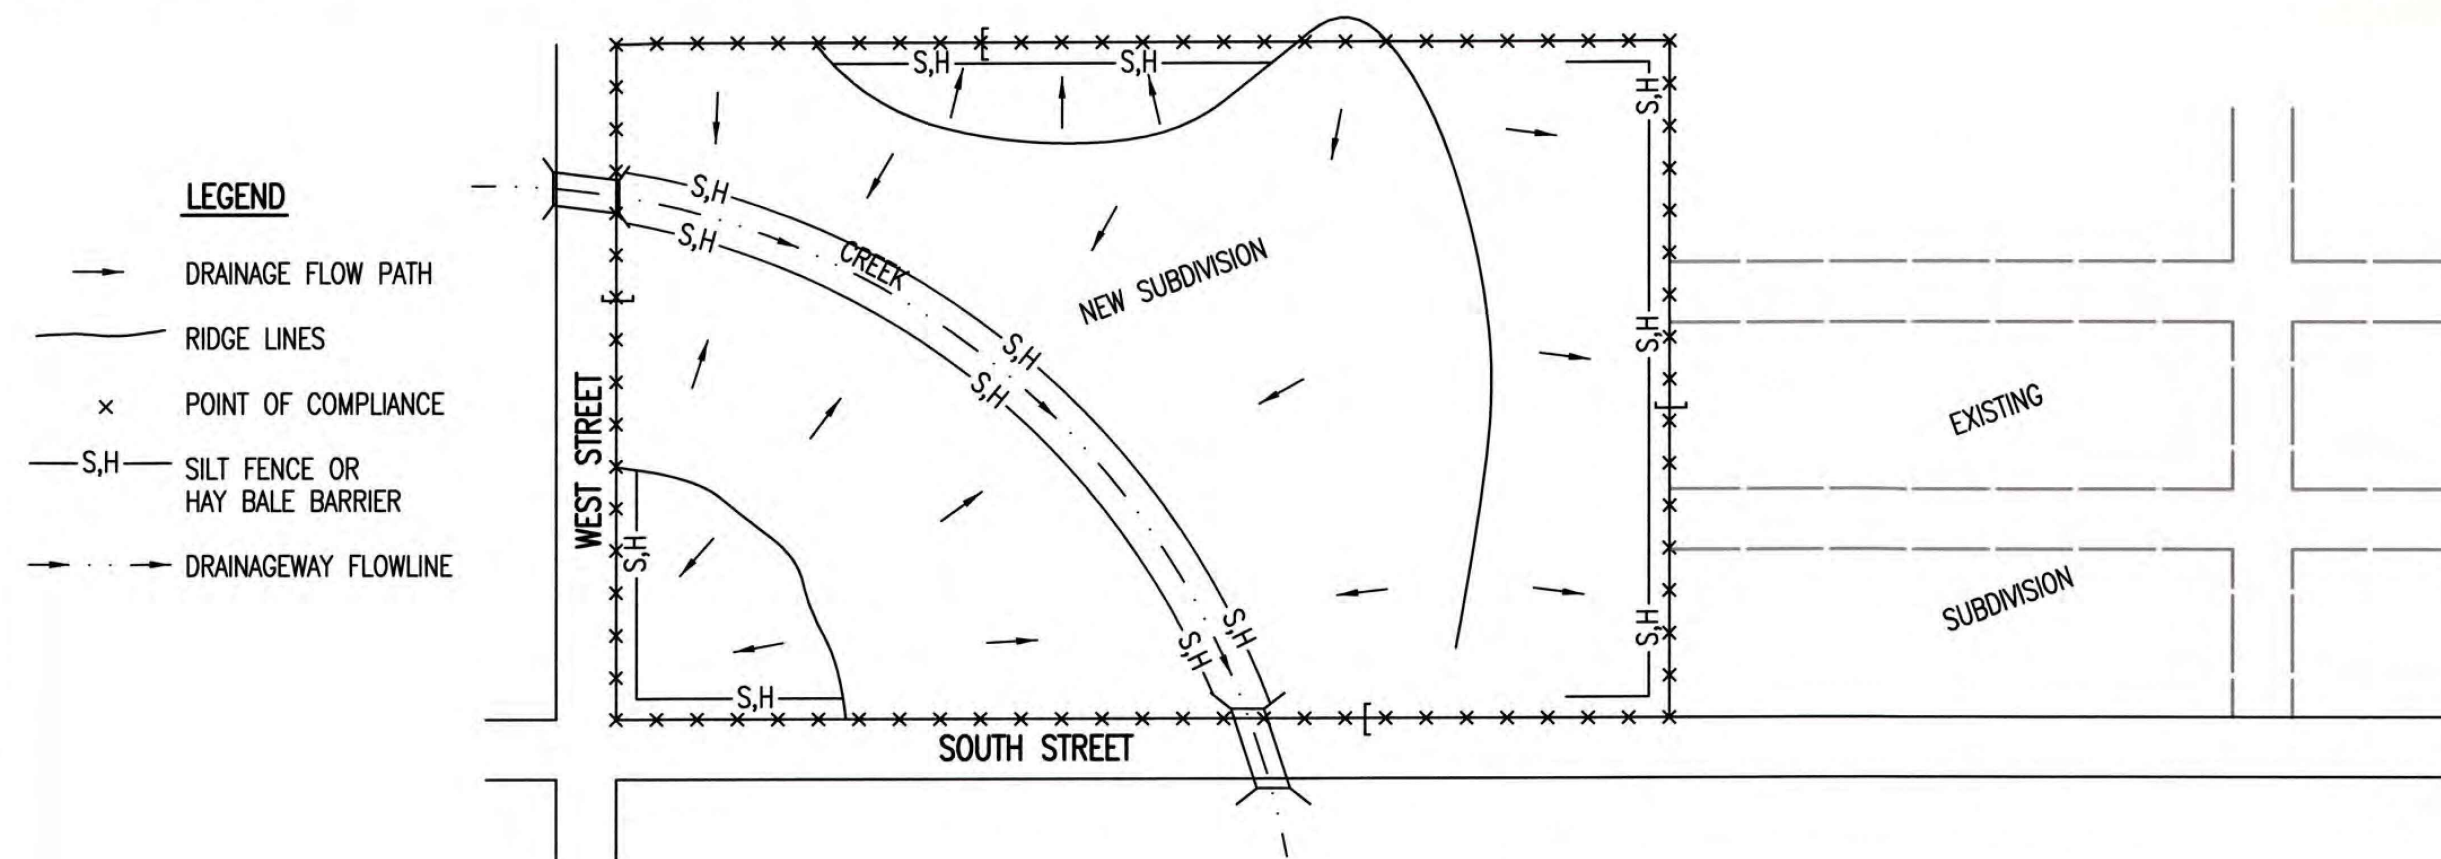 LEGEND
DRAINAGE FLOW PATH
RIDGE LINES
POINT OF COMPLIANCE
S,H
SILT FENCE OR
HAY BALE BARRIER
DRAINAGEWAY FLOWLINE
S,H
S,H
S,H
S,H
S,H
CREEK
NEW SUBDIVISION
S,H
S,H
S,H
WEST STREET
EXISTING
S,H
SUBDIVISION
S,H
S,H
S,H
S,H
SOUTH STREET